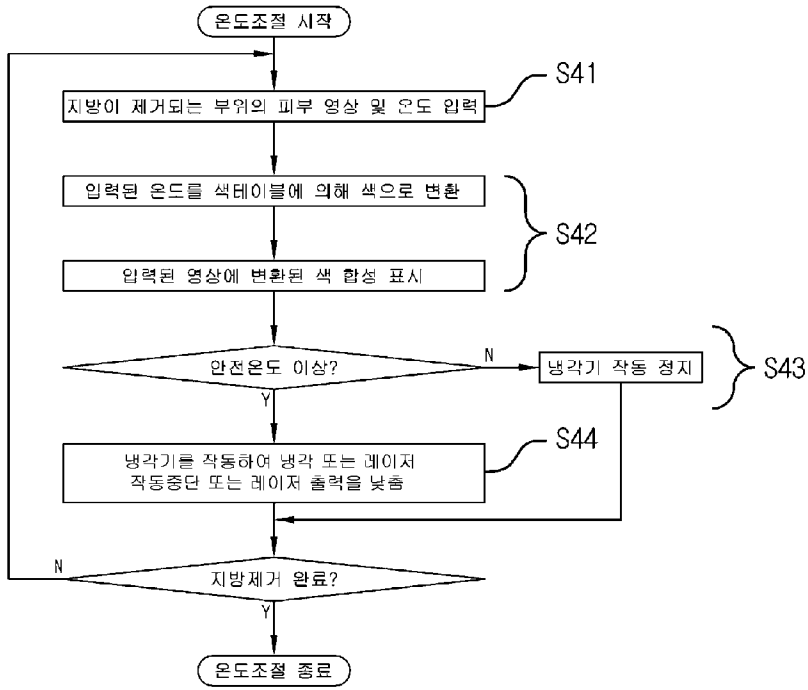 온도조절 시작
S41
지방이 제거되는 부위의 피부 영상 및 온도 입력
입력된 온도를 색테이블에 의해 색으로 변환
S42
입력된 영상에 변환된 색 합성 표시
안전온도 이상?
N
냉각기 작동 정지
S43
Y
S44
냉각기를 작동하여 냉각 또는 레이저
작동중단 또는 레이저 출력을 낮춤
N
지방제거 완료?
Y
온도조절 종료